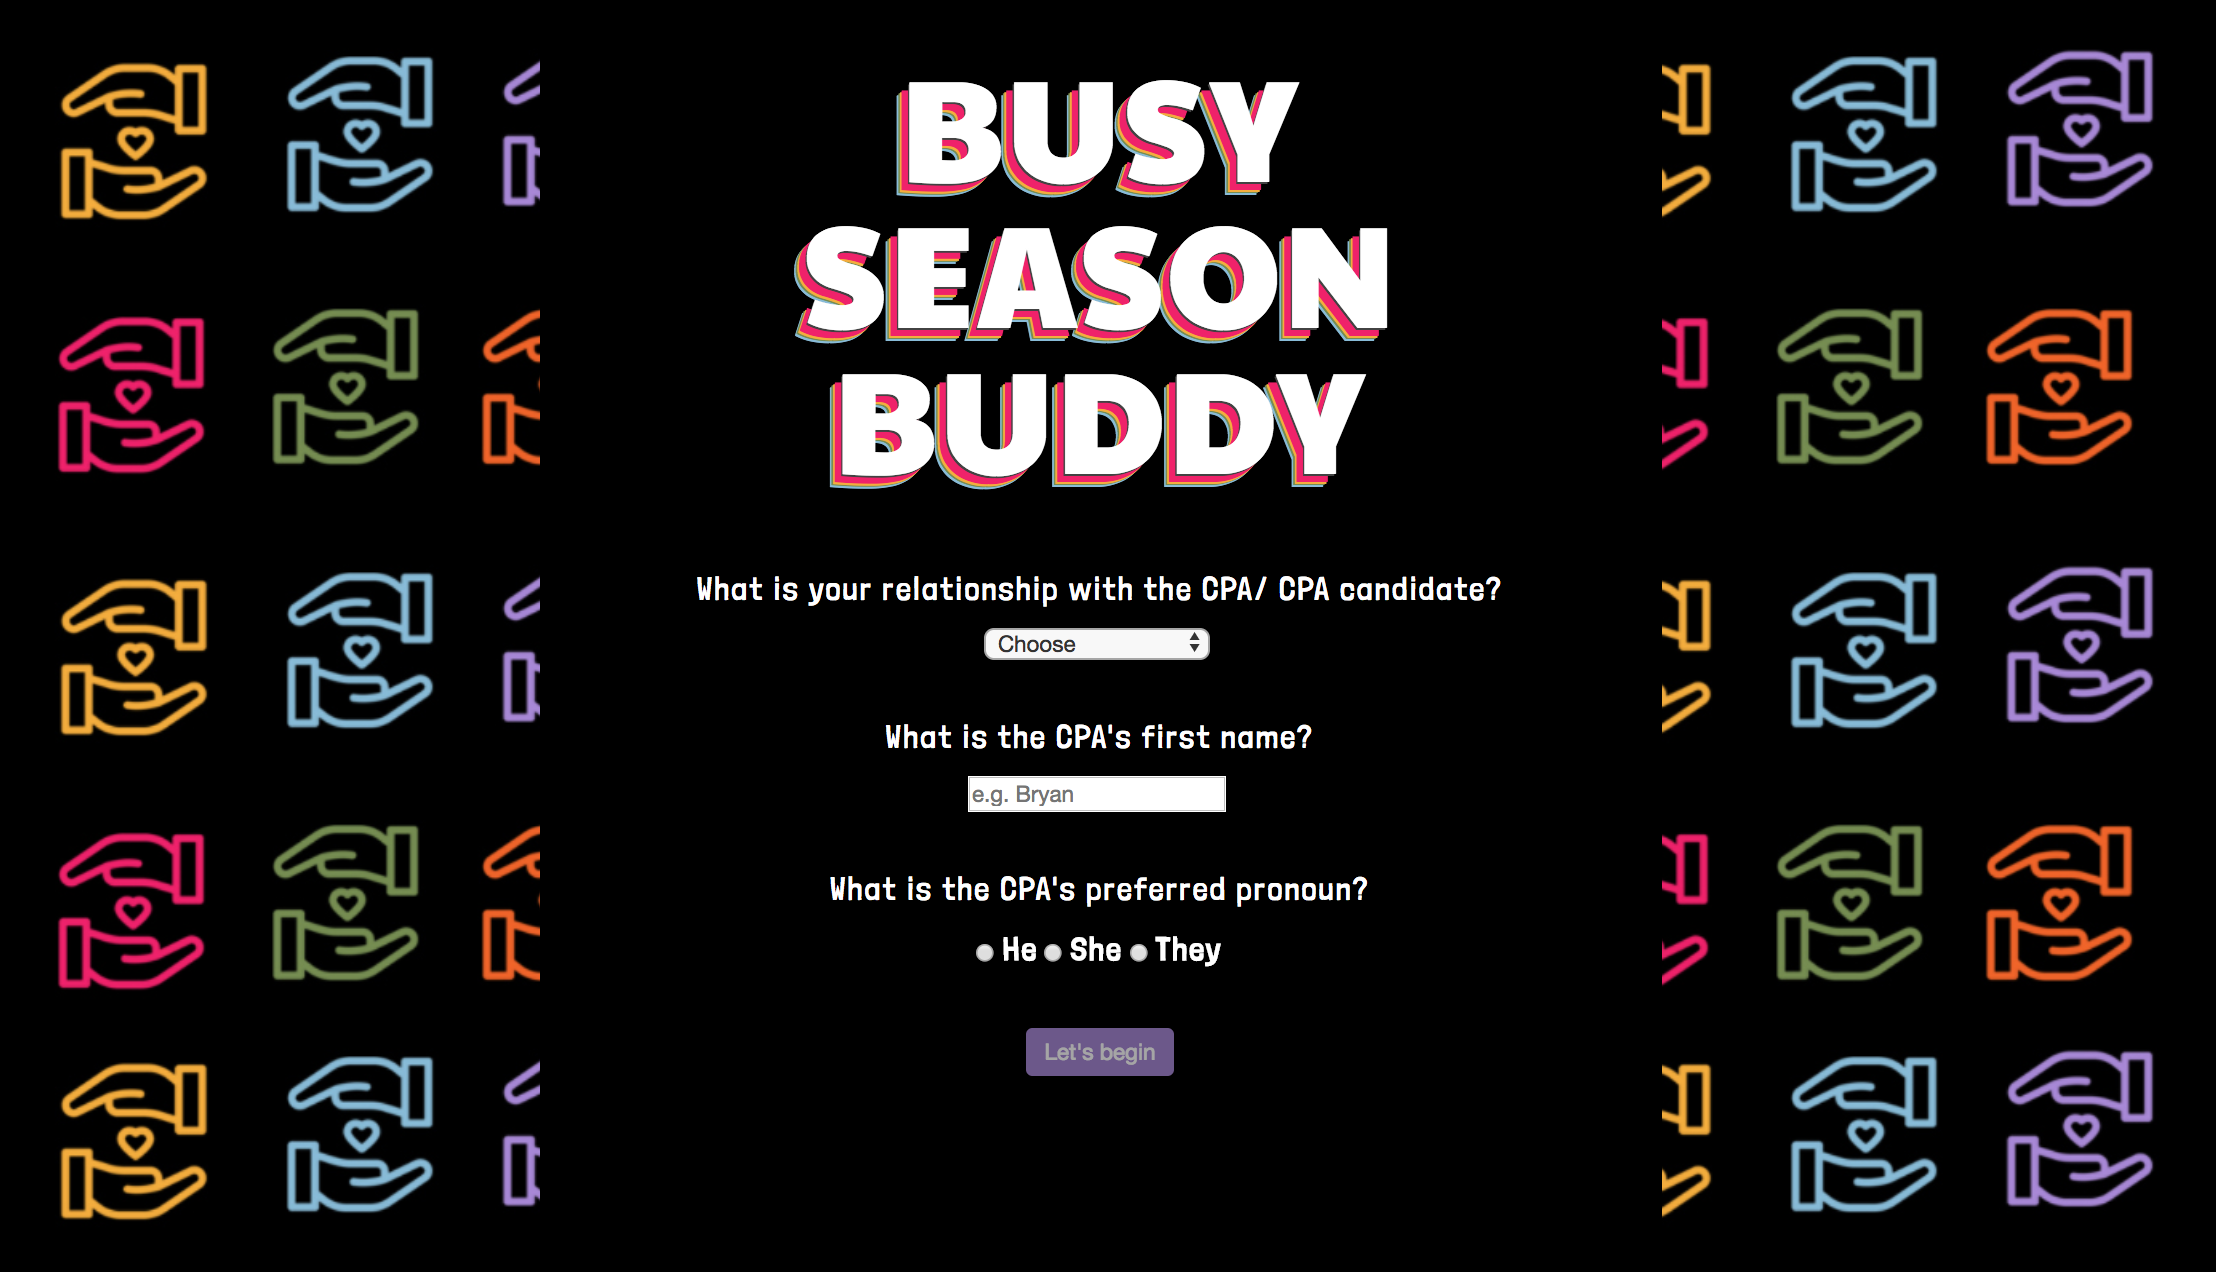 BUSY
SEASON
BUDDY
What is your relationship with the CPA/ CPA candidate?
Choose
What is the CPA's first name?
e.g. Bryan
What is the CPA's preferred pronoun?
He She They
Let's begin